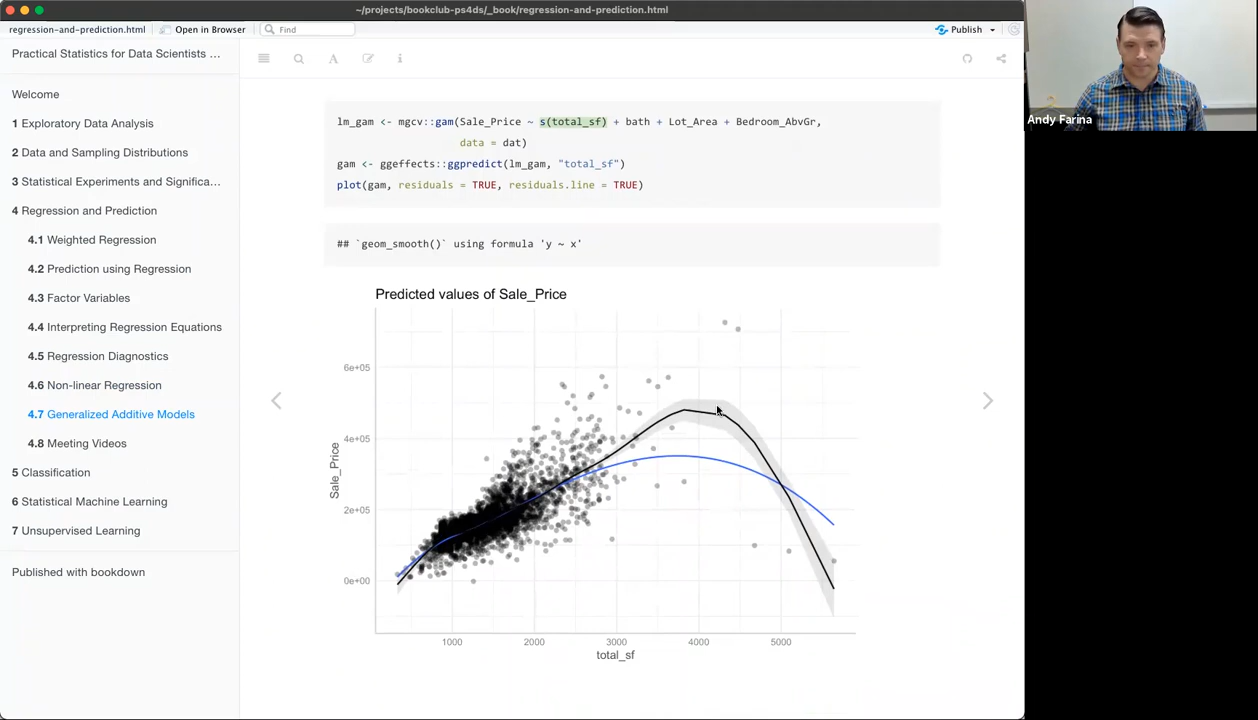 ~/projects/bookclub-ps4ds/_book/regression-and-prediction.html
regression-and-prediction.html
Open in Browser
Find
Publish
Practical Statistics for Data Scientists ...
Welcome
1 Exploratory Data Analysis
2 Data and Sampling Distributions
3 Statistical Experiments and Significa...
4 Regression and Prediction
4.1 Weighted Regression
4.2 Prediction using Regression
4.3 Factor Variables
4.4 Interpreting Regression Equations
4.5 Regression Diagnostics
4.6 Non-linear Regression
4.7 Generalized Additive Models
4.8 Meeting Videos
5 Classification
6 Statistical Machine Learning
7 Unsupervised Learning
Published with bookdown
lm_gam <- mgcv::gam(Sale_Price ~ s(total_sf) + bath + Lot_Area + Bedroom_AbvGr,
data = dat)
gam <- ggeffects::ggpredict(lm_gam, "total_sf")
plot(gam, residuals = TRUE, residuals.line = TRUE)
## `geom_smooth()` using formula 'y ~ x'
Predicted values of Sale_Price
6e+05
4e+05
2e+05
0e+00
Sale_Price
1000 2000 3000 4000 5000
total_sf
Andy Farina